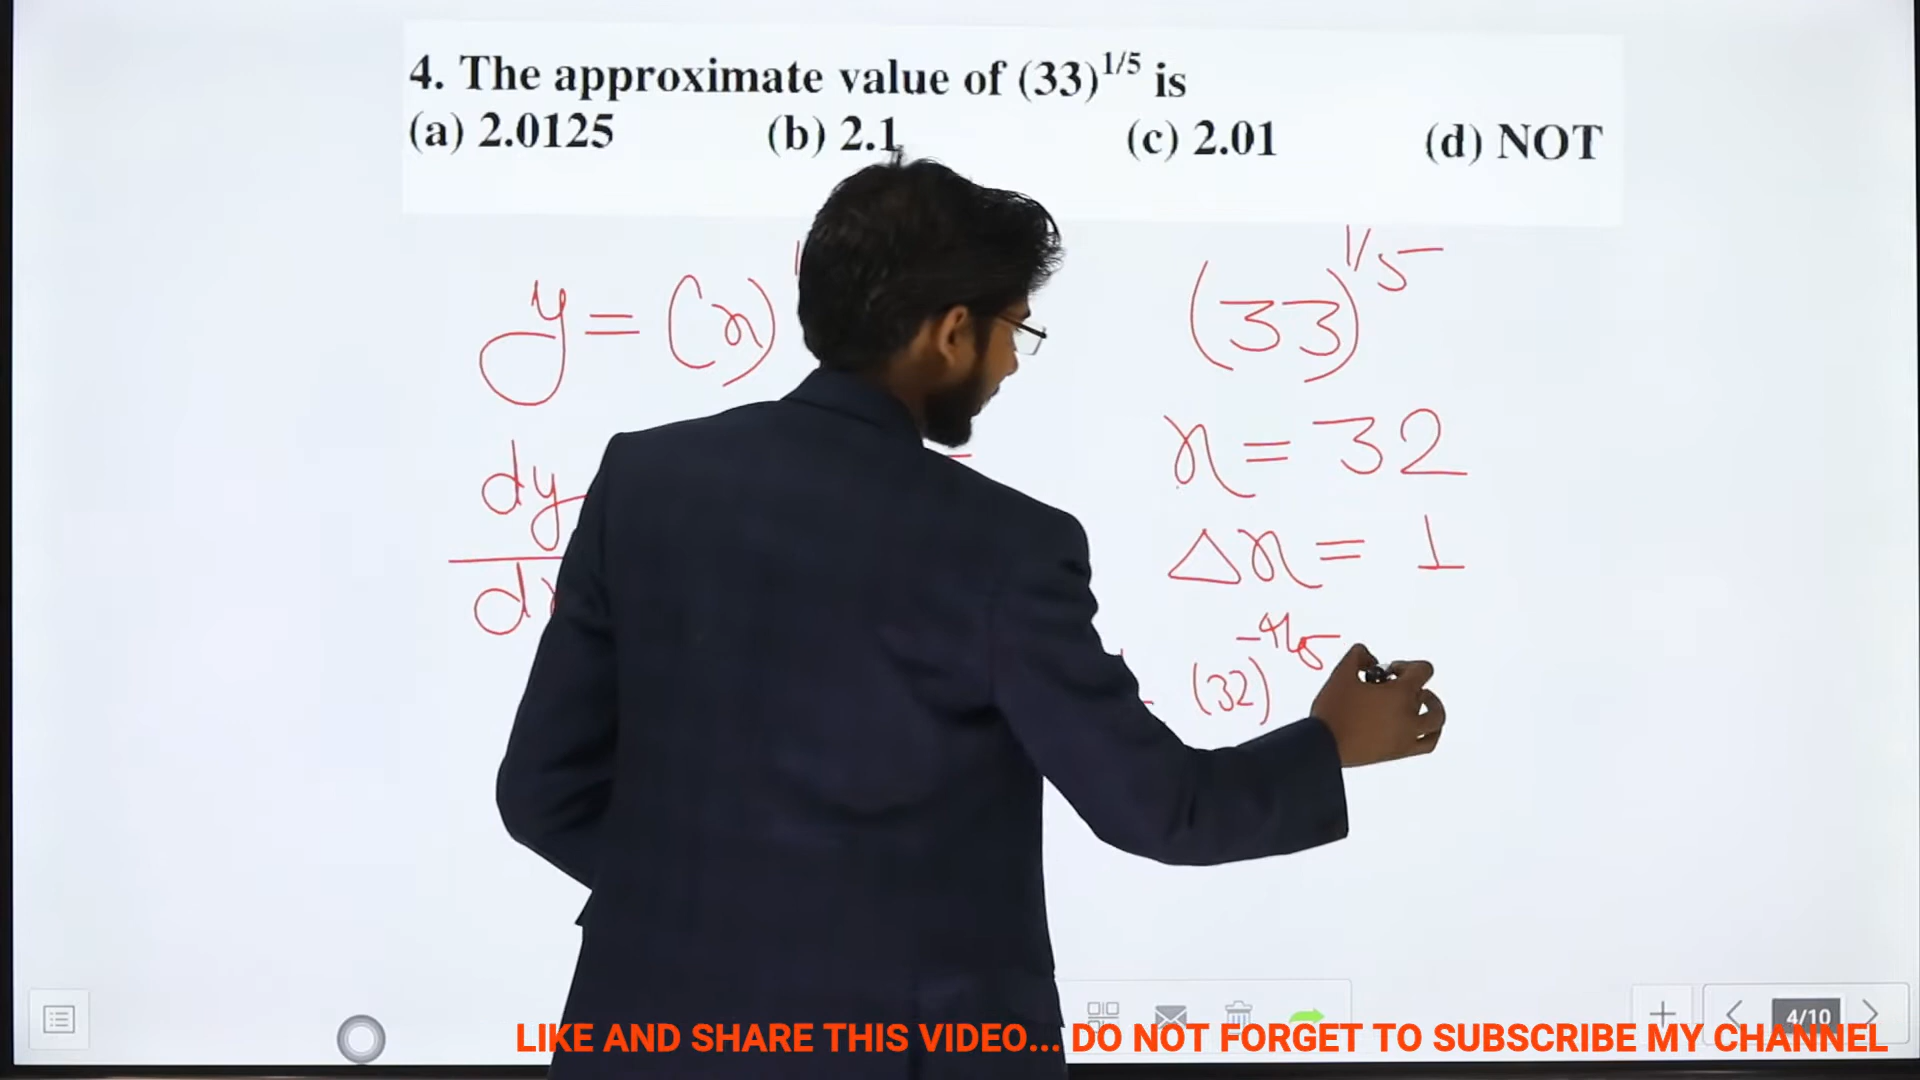 4. The approximate value of (33)^1/5 is
(a) 2.0125 (b) 2.1 (c) 2.01 (d) NOT
y = (x)
(33)^1/5
x = 32
dy
Δx = 1
(32)^-4/5
4/10
LIKE AND SHARE THIS VIDEO... DO NOT FORGET TO SUBSCRIBE MY CHANNEL